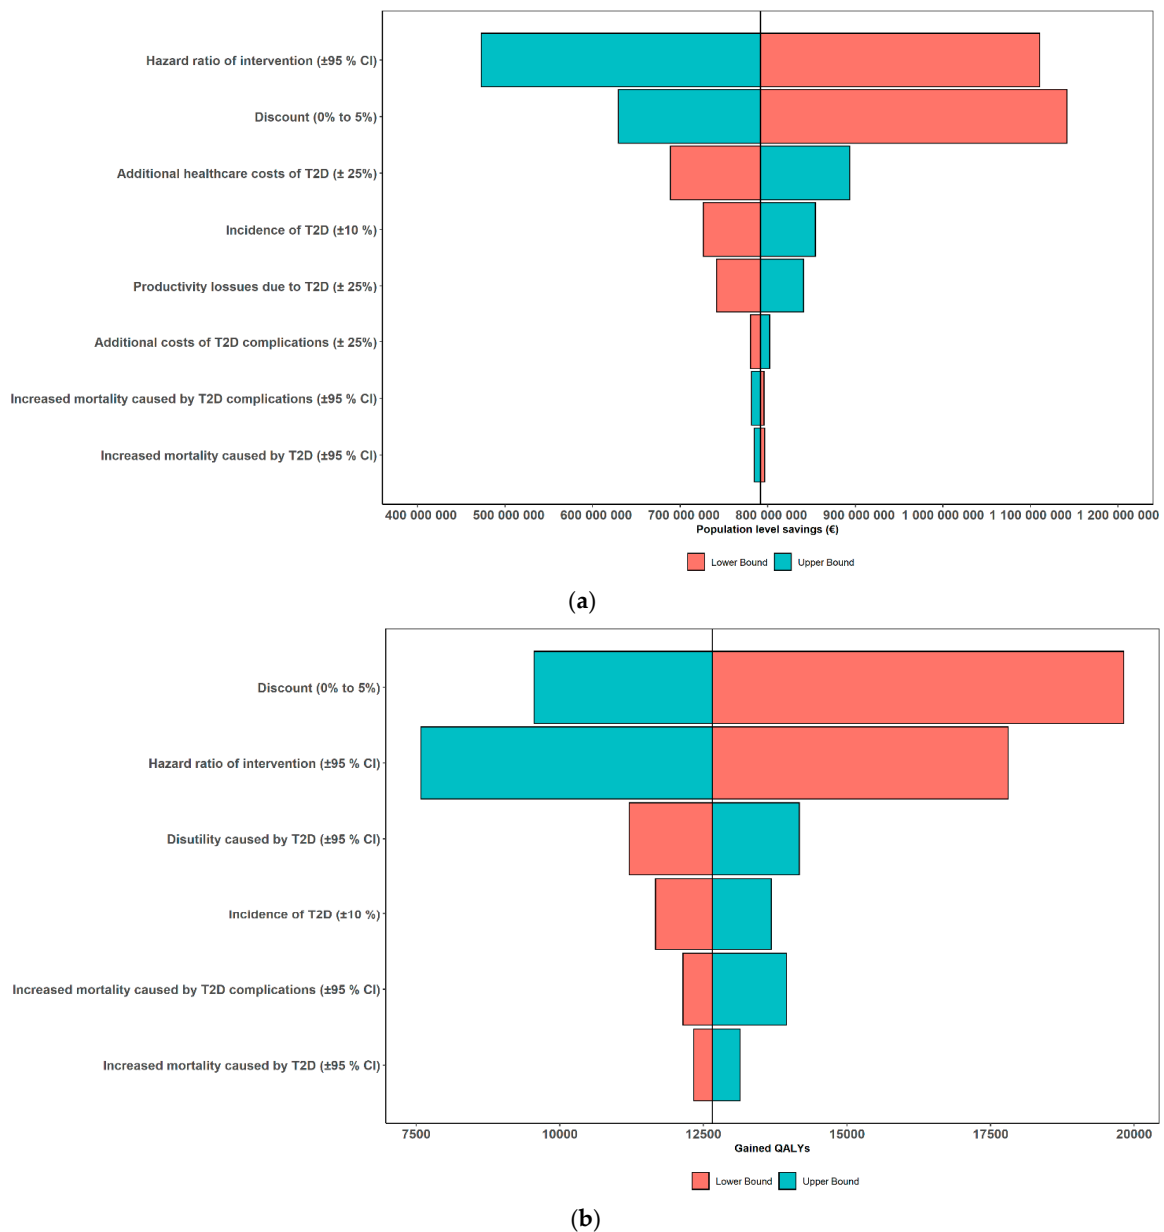 Hazard ratio of intervention (±95 % CI)
Discount (0% to 5%)
Additional healthcare costs of T2D (± 25%)
Incidence of T2D (±10 %)
Productivity lossues due to T2D (± 25%)
Additional costs of T2D complications (± 25%)
Increased mortality caused by T2D complications (±95 % CI)
Increased mortality caused by T2D (±95 % CI)
400 000 000 500 000 000 600 000 000 700 000 000 800 000 000 900 000 000 1 000 000 000 1 100 000 000 1 200 000 000
Population level savings (€)
Lower Bound Upper Bound
(a)
Discount (0% to 5%)
Hazard ratio of intervention (±95 % CI)
Disutility caused by T2D (±95 % CI)
Incidence of T2D (±10 %)
Increased mortality caused by T2D complications (±95 % CI)
Increased mortality caused by T2D (±95 % CI)
7500 10000 12500 15000 17500 20000
Gained QALYs
Lower Bound Upper Bound
(b)